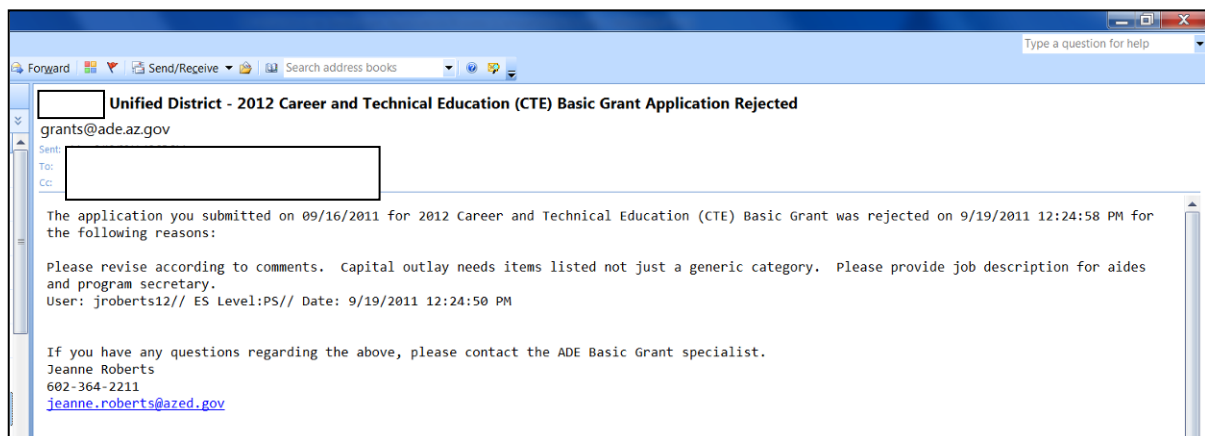 Type a question for help
Forward Send/Receive Search address books
Unified District - 2012 Career and Technical Education (CTE) Basic Grant Application Rejected
grants@ade.az.gov
Sent:
To:
Cc:
The application you submitted on 09/16/2011 for 2012 Career and Technical Education (CTE) Basic Grant was rejected on 9/19/2011 12:24:58 PM for
the following reasons:
Please revise according to comments.  Capital outlay needs items listed not just a generic category.  Please provide job description for aides
and program secretary.
User: jroberts12// ES Level:PS// Date: 9/19/2011 12:24:50 PM
If you have any questions regarding the above, please contact the ADE Basic Grant specialist.
Jeanne Roberts
602-364-2211
jeanne.roberts@azed.gov